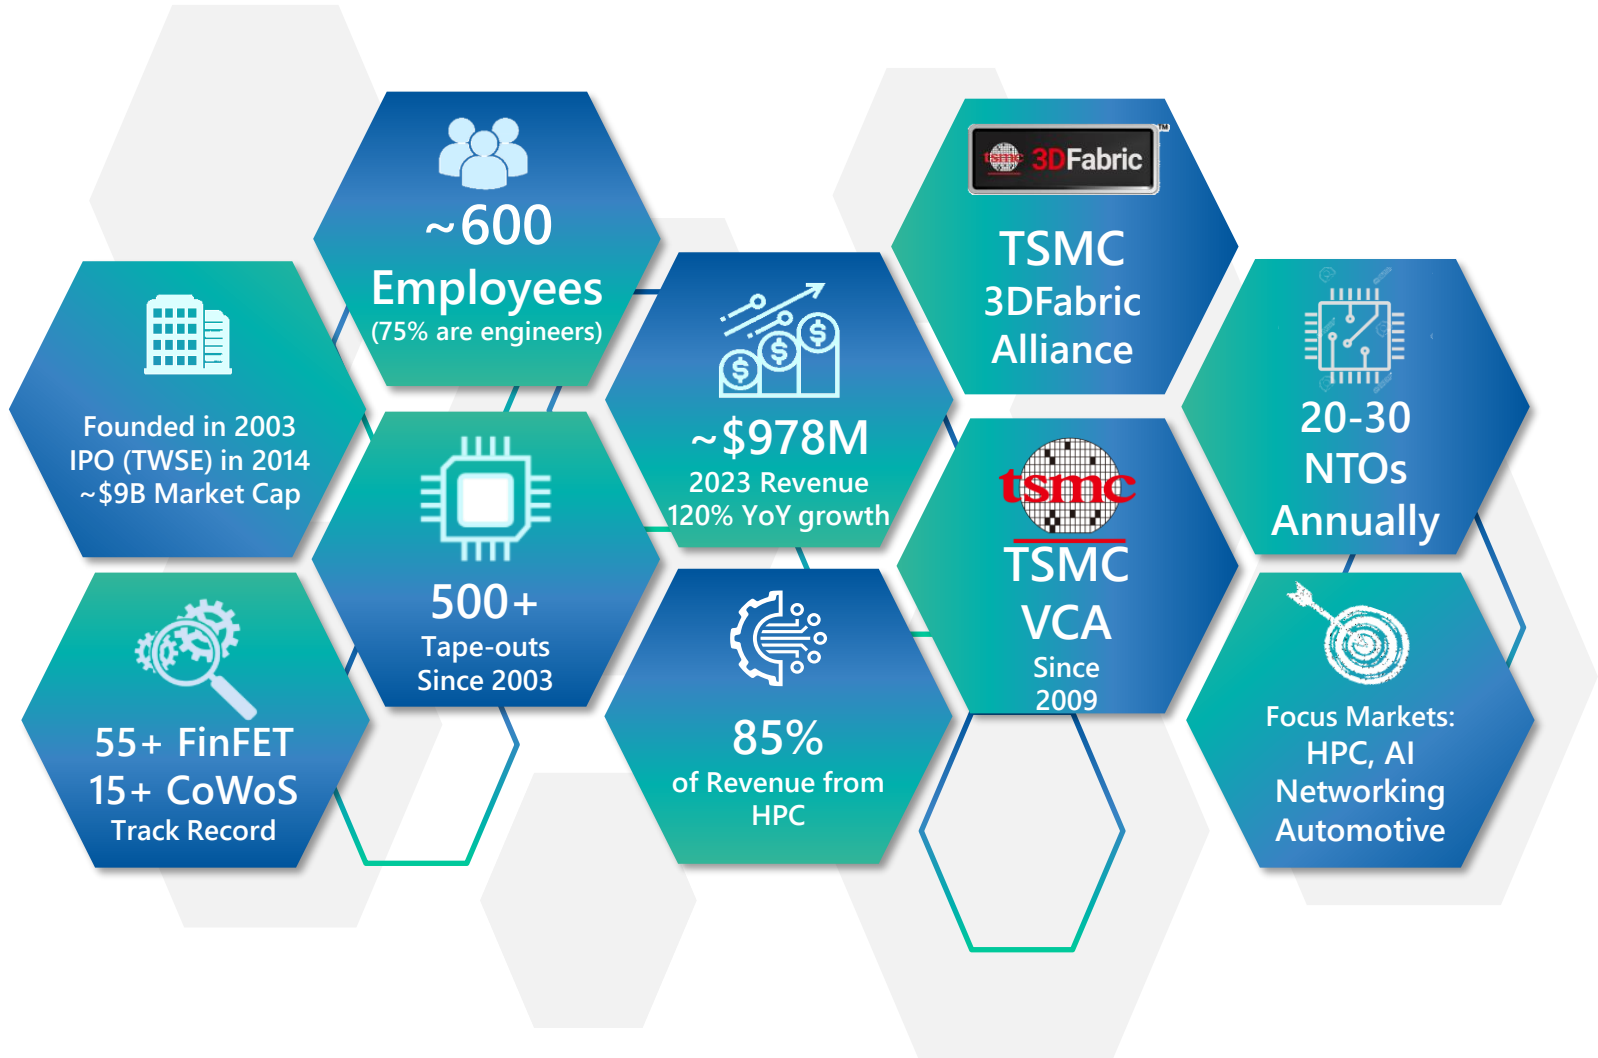 ~600
Employees
(75% are engineers)
Founded in 2003
IPO (TWSE) in 2014
~$9B Market Cap
500+
Tape-outs
Since 2003
55+ FinFET
15+ CoWoS
Track Record
~$978M
2023 Revenue
120% YoY growth
85%
of Revenue from
HPC
tsmc 3DFabric TM
TSMC
3DFabric
Alliance
tsmc
TSMC
VCA
Since
2009
20-30
NTOs
Annually
Focus Markets:
HPC, AI
Networking
Automotive